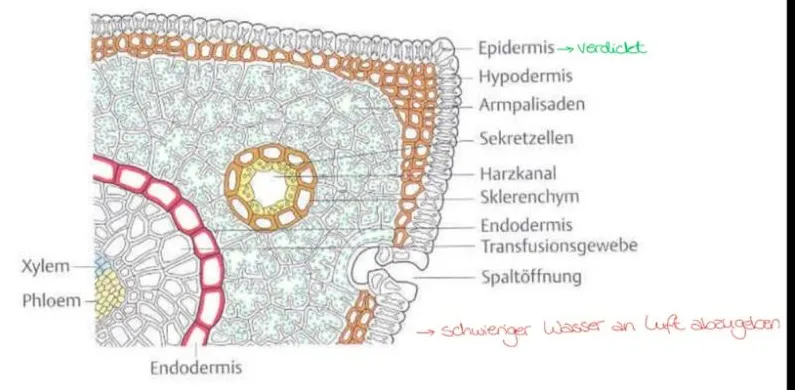 Epidermis → verdickt
Hypodermis
Armpalisaden
Sekretzellen
Harzkanal
Sklerenchym
Endodermis
Transfusionsgewebe
Xylem
Spaltöffnung
Phloem
→ schwieriger Wasser an Luft abzugeben
Endodermis